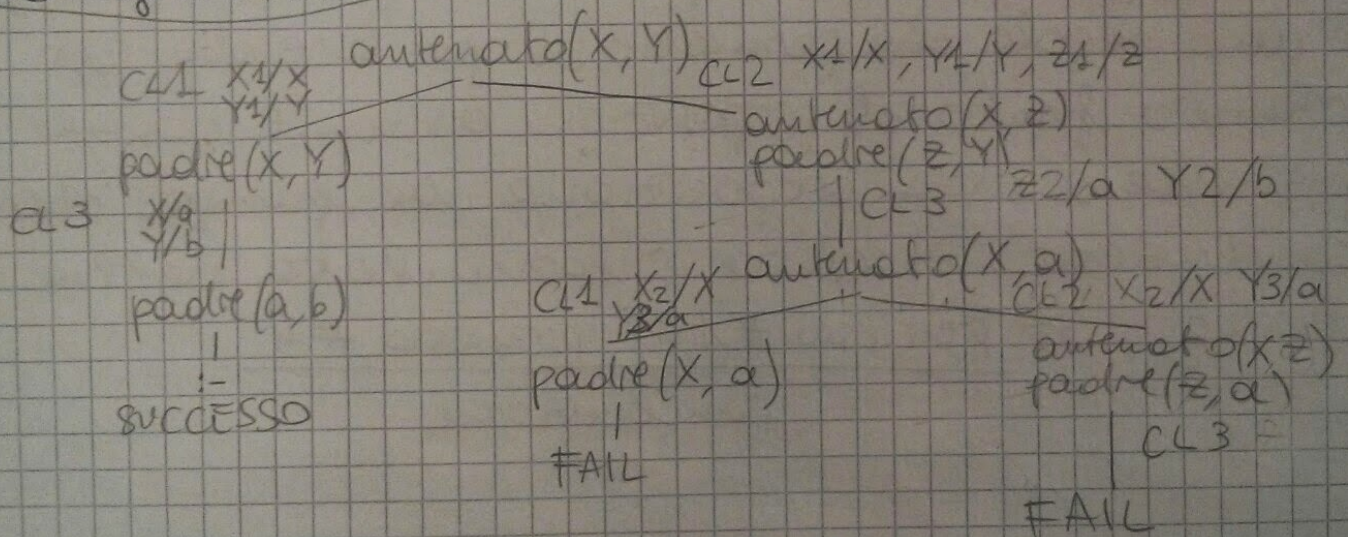 antenato(X, Y)
CL1 X1/X
Y1/Y
CL2 X1/X, Y1/Y, Z1/Z
padre(X, Y)
antenato(X, Z)
padre(Z, Y)
CL3 X/a
Y/b
CL3 Z2/a Y2/b
padre(a,b)
:-
SUCCESSO
antenato(X, a)
CL1 X2/X
Y3/a
CL2 X2/X Y3/a
padre(X, a)
FAIL
antenato(X, Z)
padre(Z, a)
CL3
FAIL